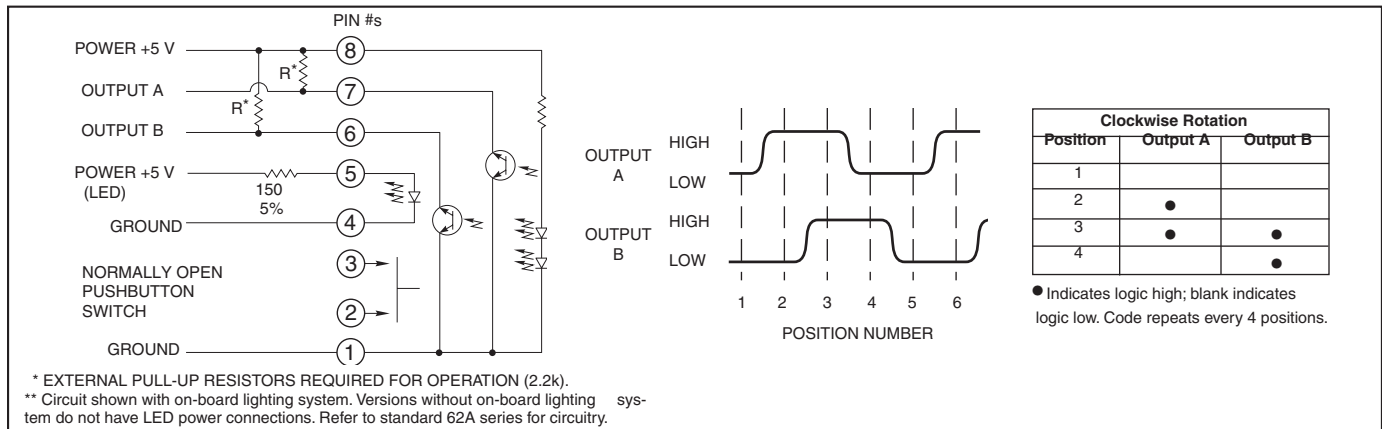 PIN #s
POWER +5 V
8
R*
OUTPUT A
7
R*
OUTPUT B
6
POWER +5 V
(LED)
150
5%
5
GROUND
4
NORMALLY OPEN
PUSHBUTTON
SWITCH
3
2
GROUND
1
* EXTERNAL PULL-UP RESISTORS REQUIRED FOR OPERATION (2.2k).
** Circuit shown with on-board lighting system. Versions without on-board lighting sys-
tem do not have LED power connections. Refer to standard 62A series for circuitry.
OUTPUT
A
HIGH
LOW
OUTPUT
B
HIGH
LOW
1 2 3 4 5 6
POSITION NUMBER
Clockwise Rotation
Position Output A Output B
1
2 ●
3 ● ●
4 ●
● Indicates logic high; blank indicates
logic low. Code repeats every 4 positions.